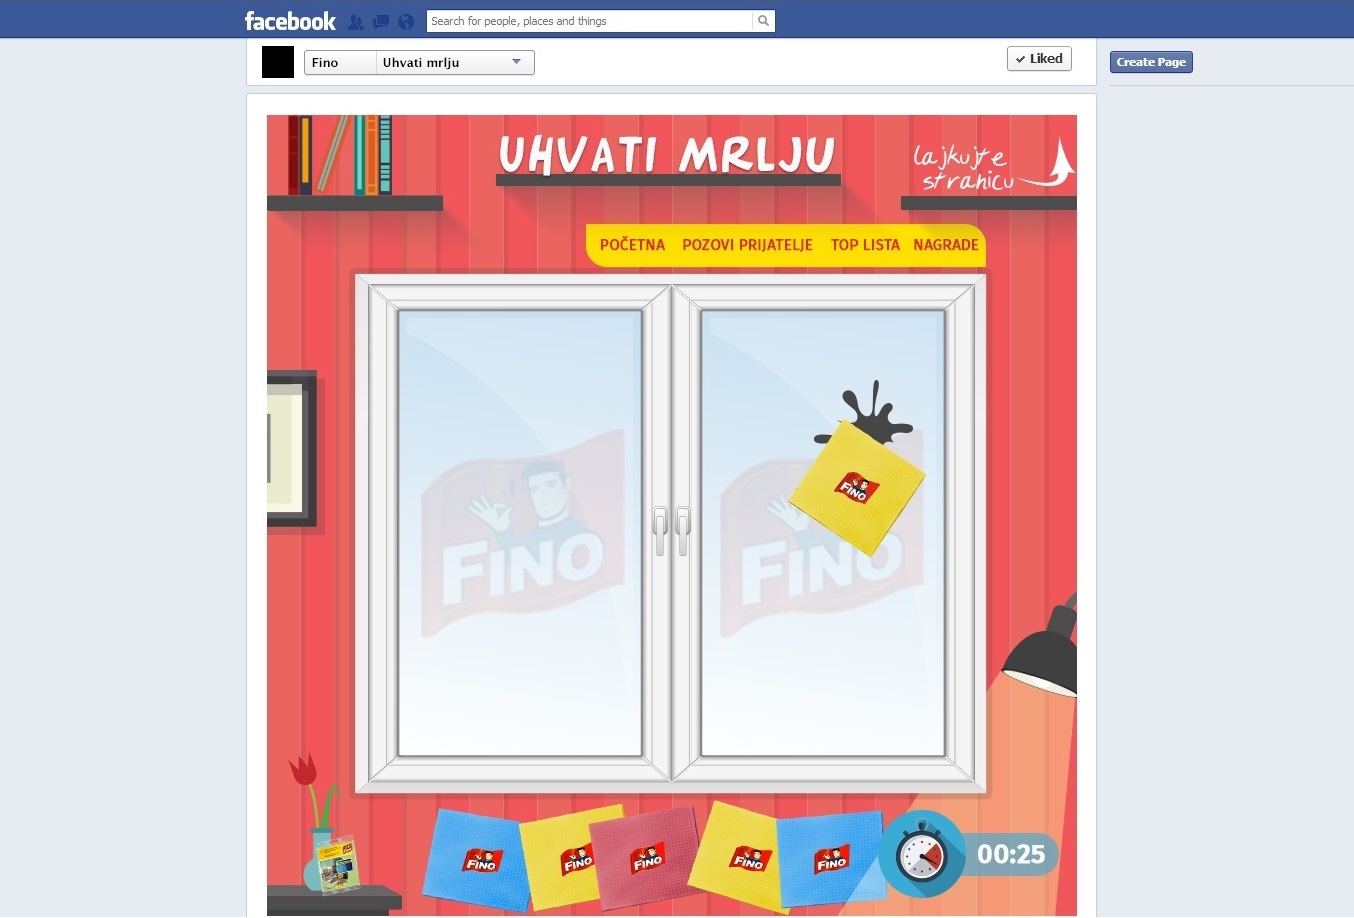 facebook
Search for people, places and things
Fino
Uhvati mrlju
Liked
Create Page
UHVATI MRLJU
lajkujte
stranicu
POČETNA POZOVI PRIJATELJE TOP LISTA NAGRADE
FINO
FINO
FINO
FINO
FINO
FINO
FINO
FINO
00:25